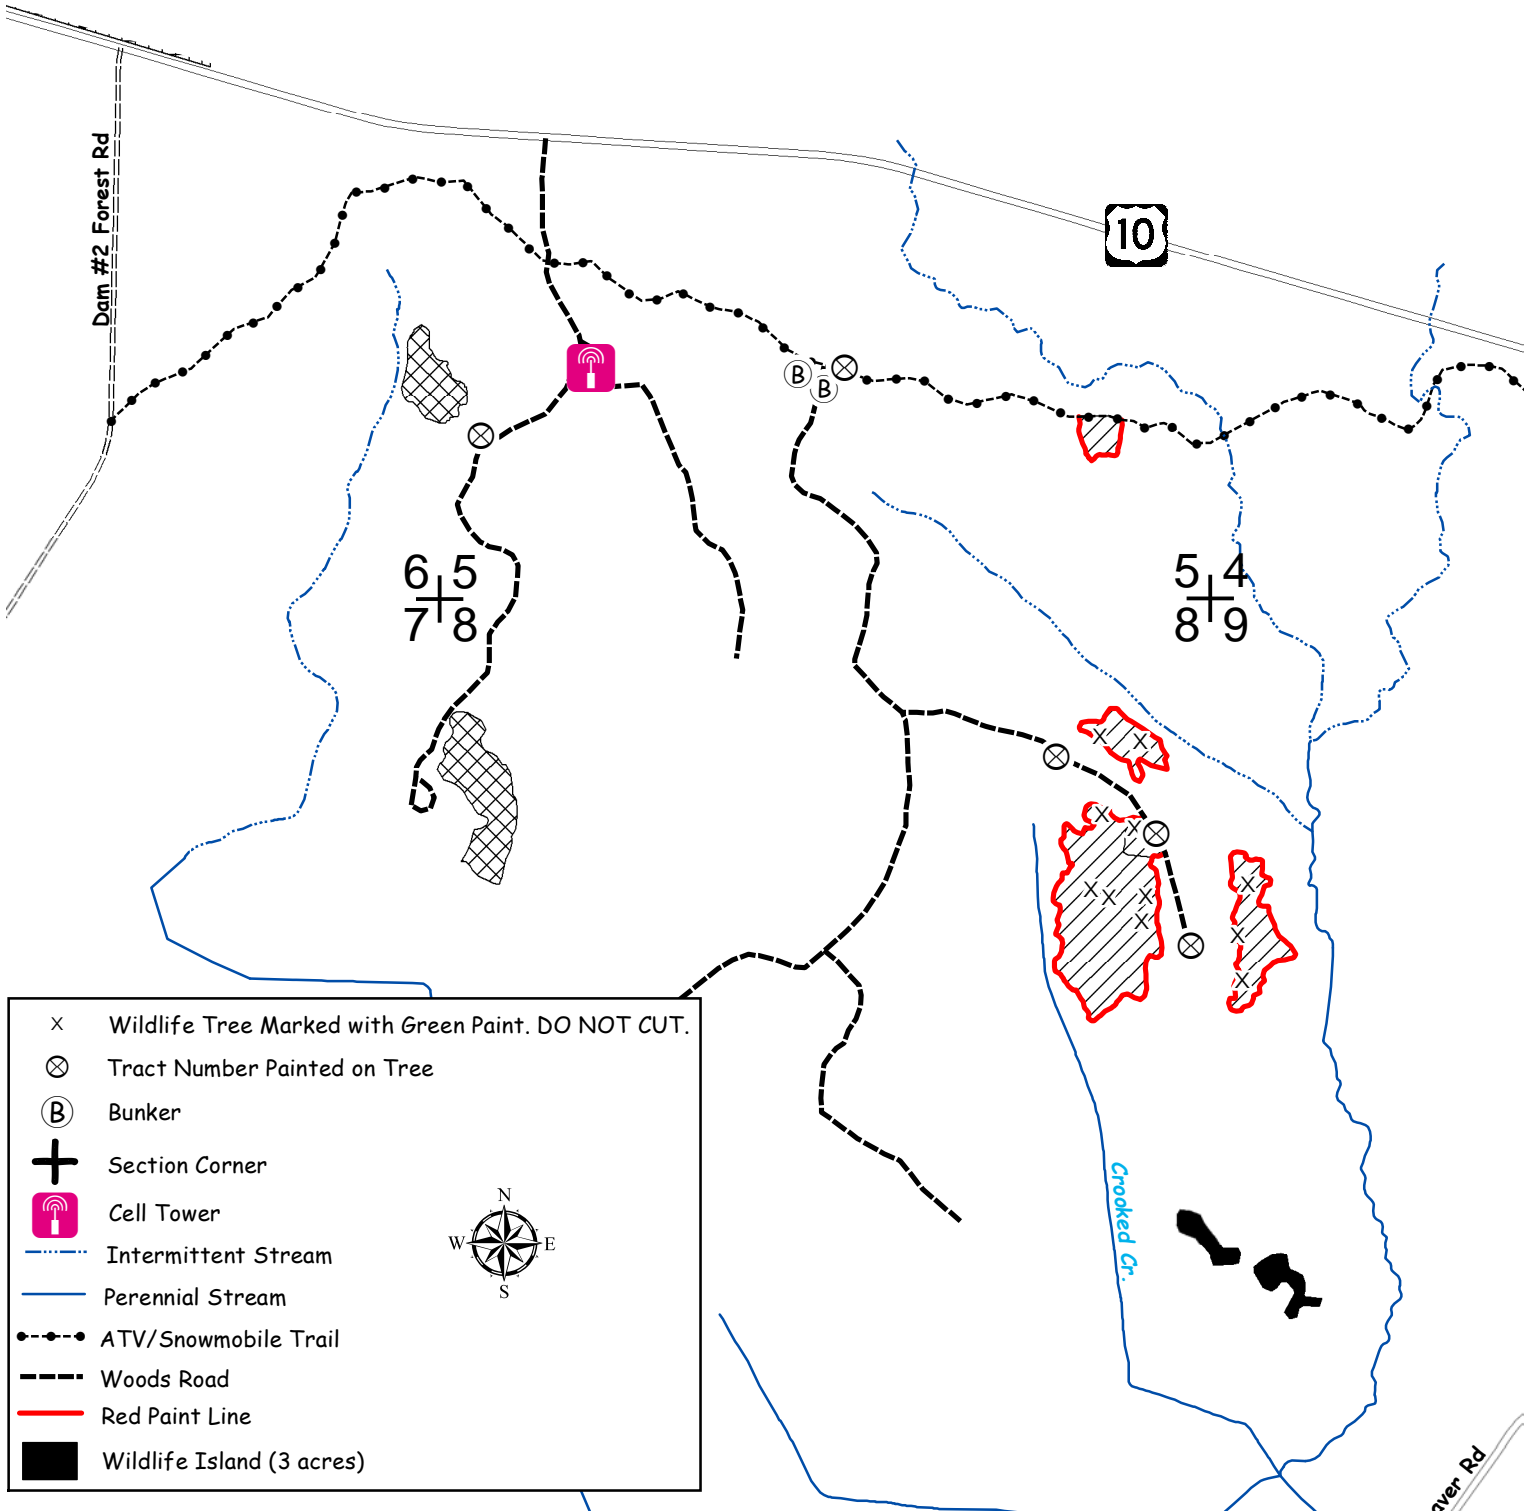 Dam #2 Forest Rd
10
B
B
6 5
7 8
5 4
8 9
X X
X
X
X X X
X
X
X
X
Crooked Cr.
X Wildlife Tree Marked with Green Paint. DO NOT CUT.
Tract Number Painted on Tree
B Bunker
Section Corner
Cell Tower
Intermittent Stream
Perennial Stream
ATV/Snowmobile Trail
Woods Road
Red Paint Line
Wildlife Island (3 acres)
N
W E
S
aver Rd